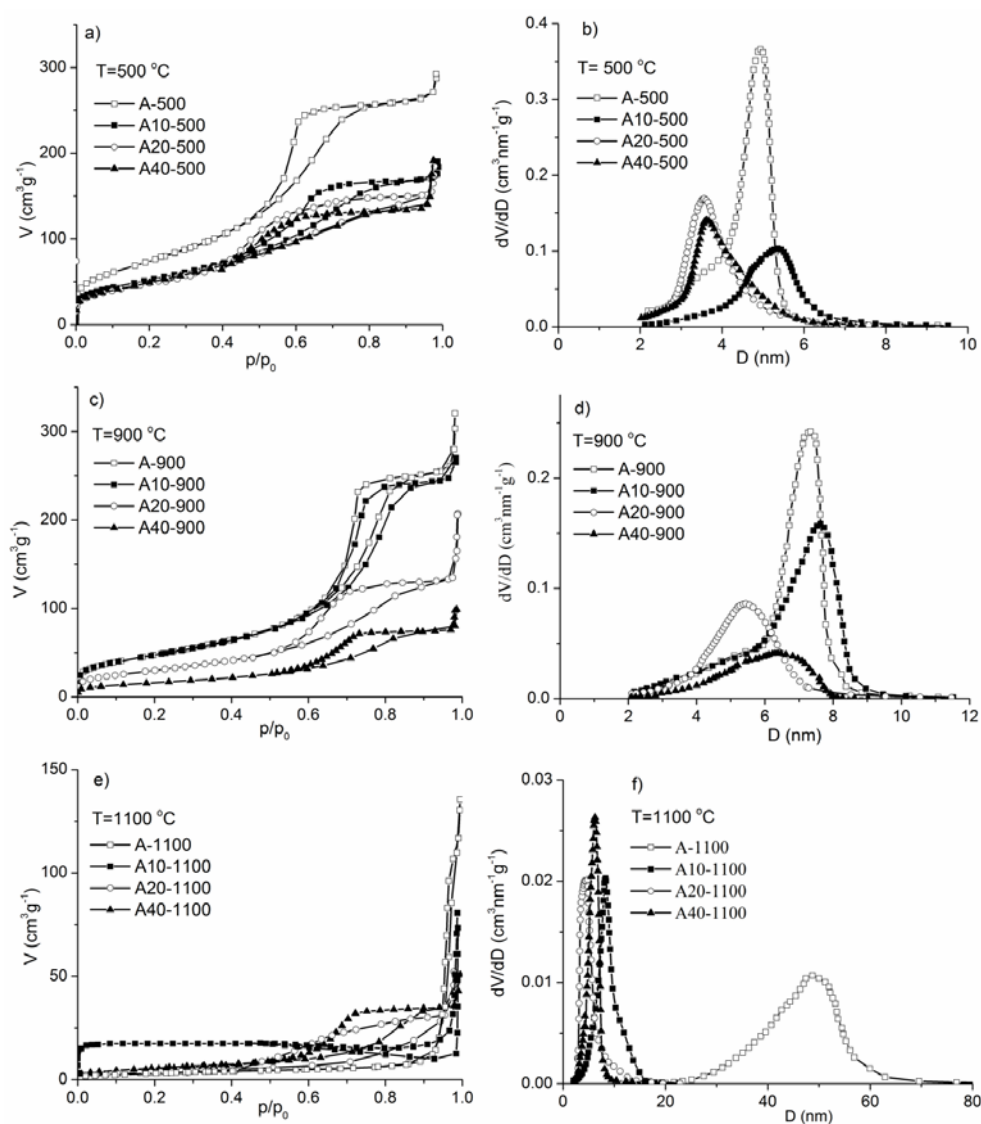 a)
T=500 °C
A-500
A10-500
A20-500
A40-500
V (cm³g⁻¹)
300
200
100
0
0.0 0.2 0.4 0.6 0.8 1.0
p/p₀
b)
T= 500 °C
A-500
A10-500
A20-500
A40-500
dV/dD (cm³nm⁻¹g⁻¹)
0.4
0.3
0.2
0.1
0.0
0 2 4 6 8 10
D (nm)
c)
T=900 °C
A-900
A10-900
A20-900
A40-900
V (cm³g⁻¹)
300
200
100
0
0.0 0.2 0.4 0.6 0.8 1.0
p/p₀
d)
T=900 °C
A-900
A10-900
A20-900
A40-900
dV/dD (cm³nm⁻¹g⁻¹)
0.2
0.1
0.0
0 2 4 6 8 10 12
D (nm)
e)
T=1100 °C
A-1100
A10-1100
A20-1100
A40-1100
V (cm³g⁻¹)
150
100
50
0
0.0 0.2 0.4 0.6 0.8 1.0
p/p₀
f)
T=1100 °C
A-1100
A10-1100
A20-1100
A40-1100
dV/dD (cm³nm⁻¹g⁻¹)
0.03
0.02
0.01
0.00
0 20 40 60 80
D (nm)